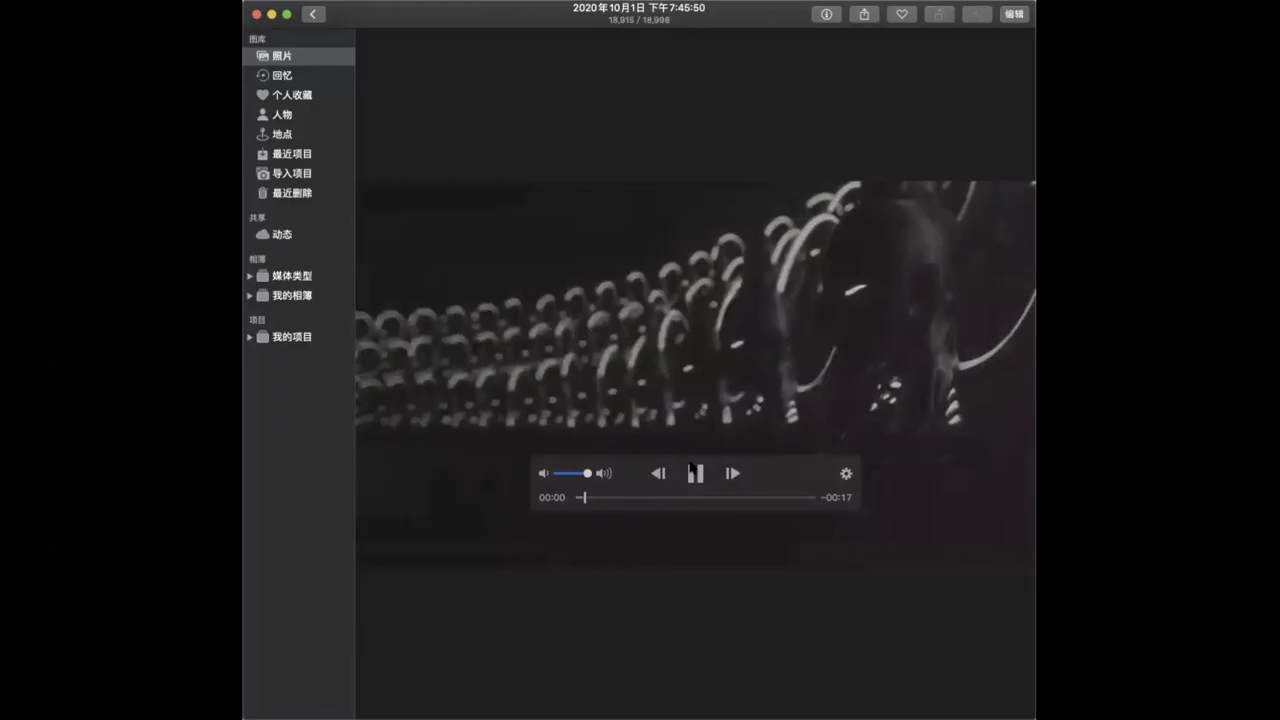 2020年10月1日 下午7:45:50
18,915 / 18,998
编辑
图库
照片
回忆
个人收藏
人物
地点
最近项目
导入项目
最近删除
共享
动态
相簿
媒体类型
我的相簿
项目
我的项目
00:00
-00:17